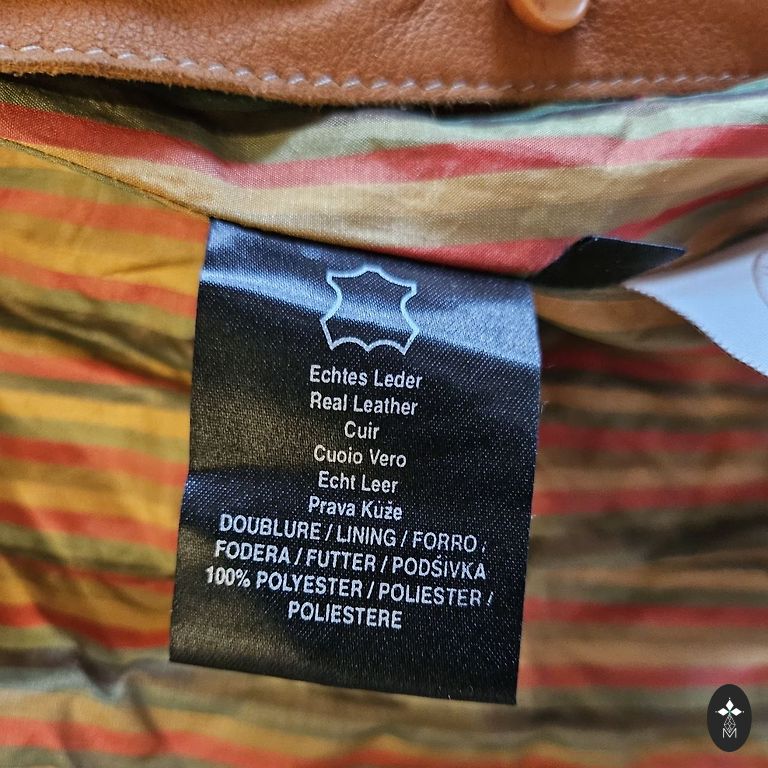 Echtes Leder
Real Leather
Cuir
Cuoio Vero
Echt Leer
Prava Kůže
DOUBLURE / LINING / FORRO /
FODERA / FUTTER / PODŠIVKA
100% POLYESTER / POLIESTER /
POLIESTERE
M